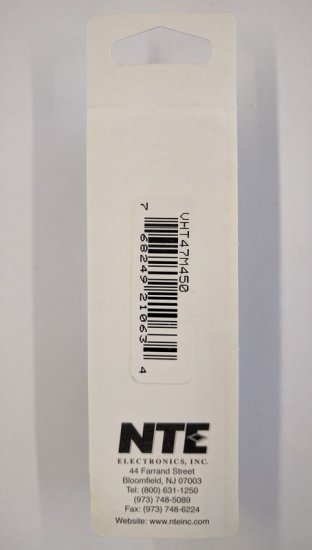 VHT47M450
7 68249 21063 4
NTE
ELECTRONICS, INC.
44 Farrand Street
Bloomfield, NJ 07003
Tel: (800) 631-1250
(973) 748-5089
Fax: (973) 748-6224
Website: www.nteinc.com